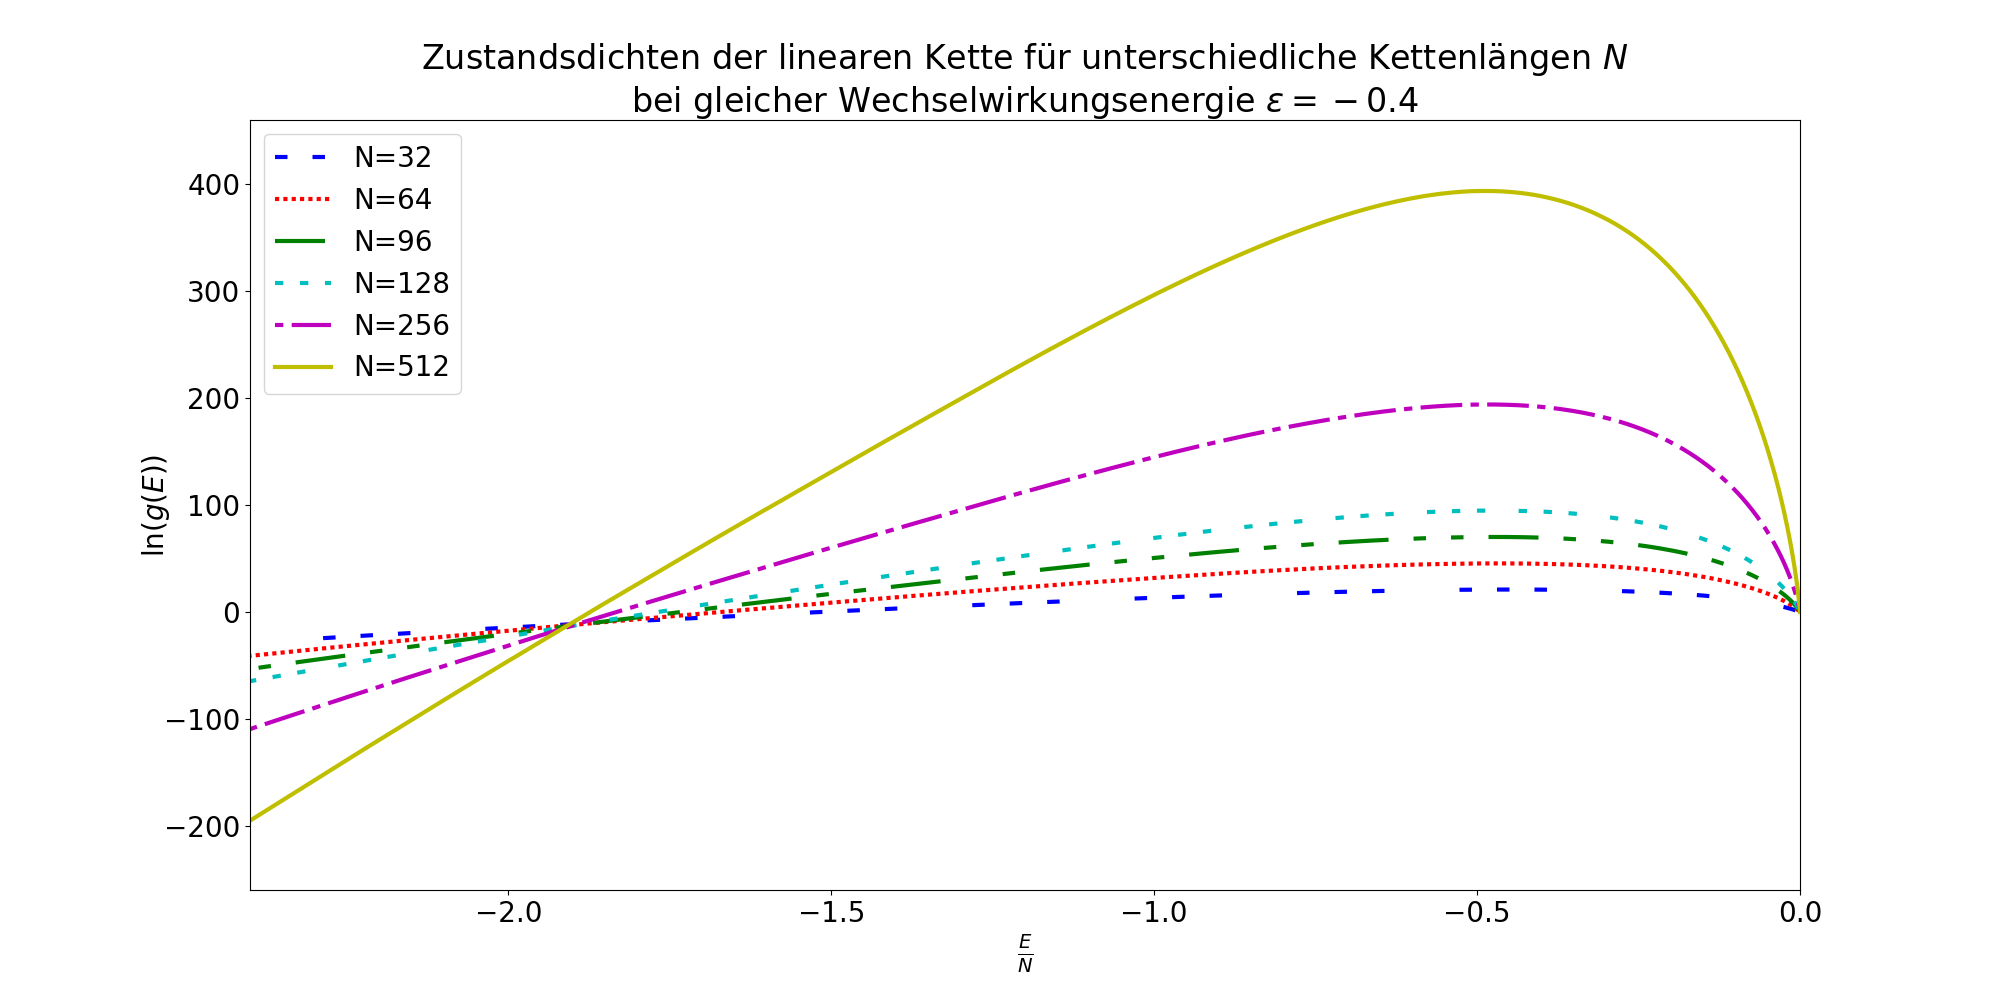 Zustandsdichten der linearen Kette für unterschiedliche Kettenlängen N
bei gleicher Wechselwirkungsenergie ε = −0.4
N=32
N=64
N=96
N=128
N=256
N=512
400
300
200
100
0
−100
−200
ln(g(E))
−2.0
−1.5
−1.0
−0.5
0.0
E
N